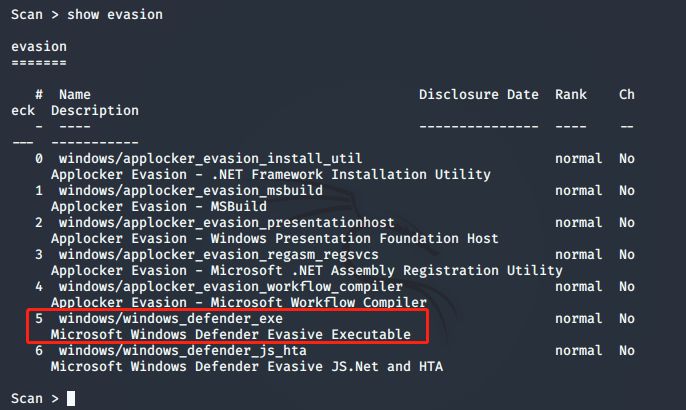 Scan > show evasion
evasion
=======
# Name Disclosure Date Rank Ch
eck Description
- ---- --------------- ---- --
--- -----------
0 windows/applocker_evasion_install_util normal No
Applocker Evasion - .NET Framework Installation Utility
1 windows/applocker_evasion_msbuild normal No
Applocker Evasion - MSBuild
2 windows/applocker_evasion_presentationhost normal No
Applocker Evasion - Windows Presentation Foundation Host
3 windows/applocker_evasion_regasm_regsvcs normal No
Applocker Evasion - Microsoft .NET Assembly Registration Utility
4 windows/applocker_evasion_workflow_compiler normal No
Applocker Evasion - Microsoft Workflow Compiler
5 windows/windows_defender_exe normal No
Microsoft Windows Defender Evasive Executable
6 windows/windows_defender_js_hta normal No
Microsoft Windows Defender Evasive JS.Net and HTA
Scan >